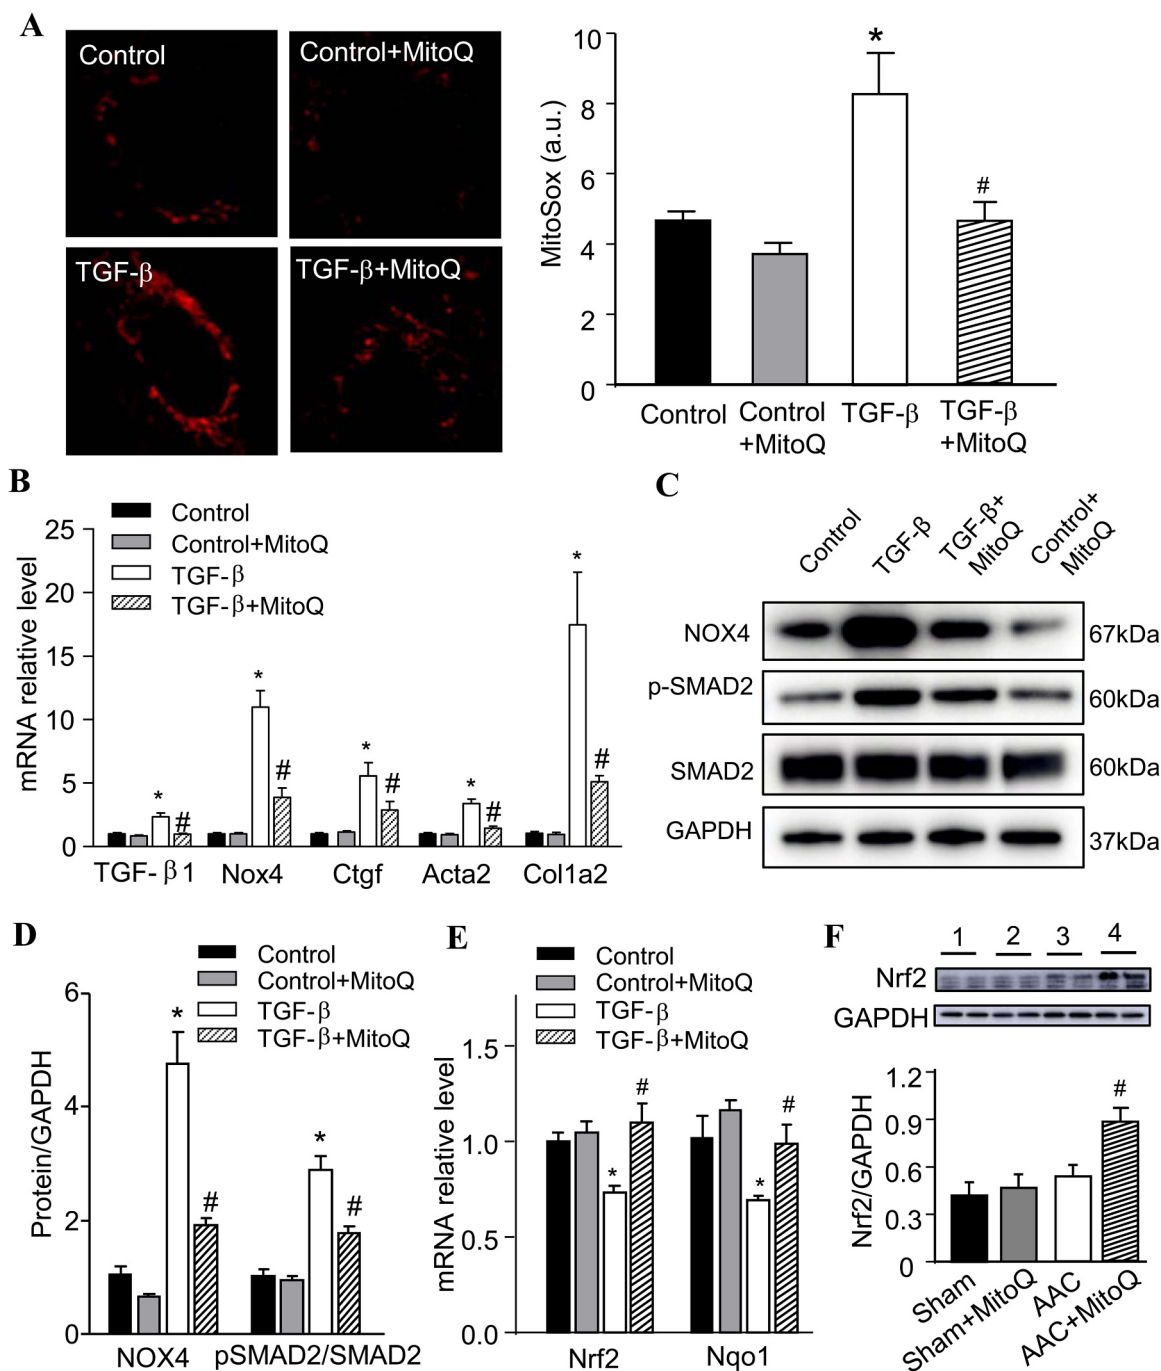 A
Control
Control+MitoQ
TGF-β
TGF-β+MitoQ
MitoSox (a.u.)
10
8
6
4
2
0
*
#
Control
Control
+MitoQ
TGF-β
TGF-β
+MitoQ
B
Control
Control+MitoQ
TGF-β
TGF-β+MitoQ
mRNA relative level
25
20
15
10
5
0
*
#
*
#
*
#
*
#
*
#
TGF-β1
Nox4
Ctgf
Acta2
Col1a2
C
Control
TGF-β
TGF-β+
MitoQ
Control+
MitoQ
NOX4
67kDa
p-SMAD2
60kDa
SMAD2
60kDa
GAPDH
37kDa
D
Control
Control+MitoQ
TGF-β
TGF-β+MitoQ
Protein/GAPDH
6
4
2
0
*
#
*
#
NOX4
pSMAD2/SMAD2
E
Control
Control+MitoQ
TGF-β
TGF-β+MitoQ
mRNA relative level
1.5
1.0
0.5
0
*
#
*
#
Nrf2
Nqo1
F
1 2 3 4
Nrf2
GAPDH
Nrf2/GAPDH
1.2
0.9
0.6
0.3
0
#
Sham
Sham+MitoQ
AAC
AAC+MitoQ